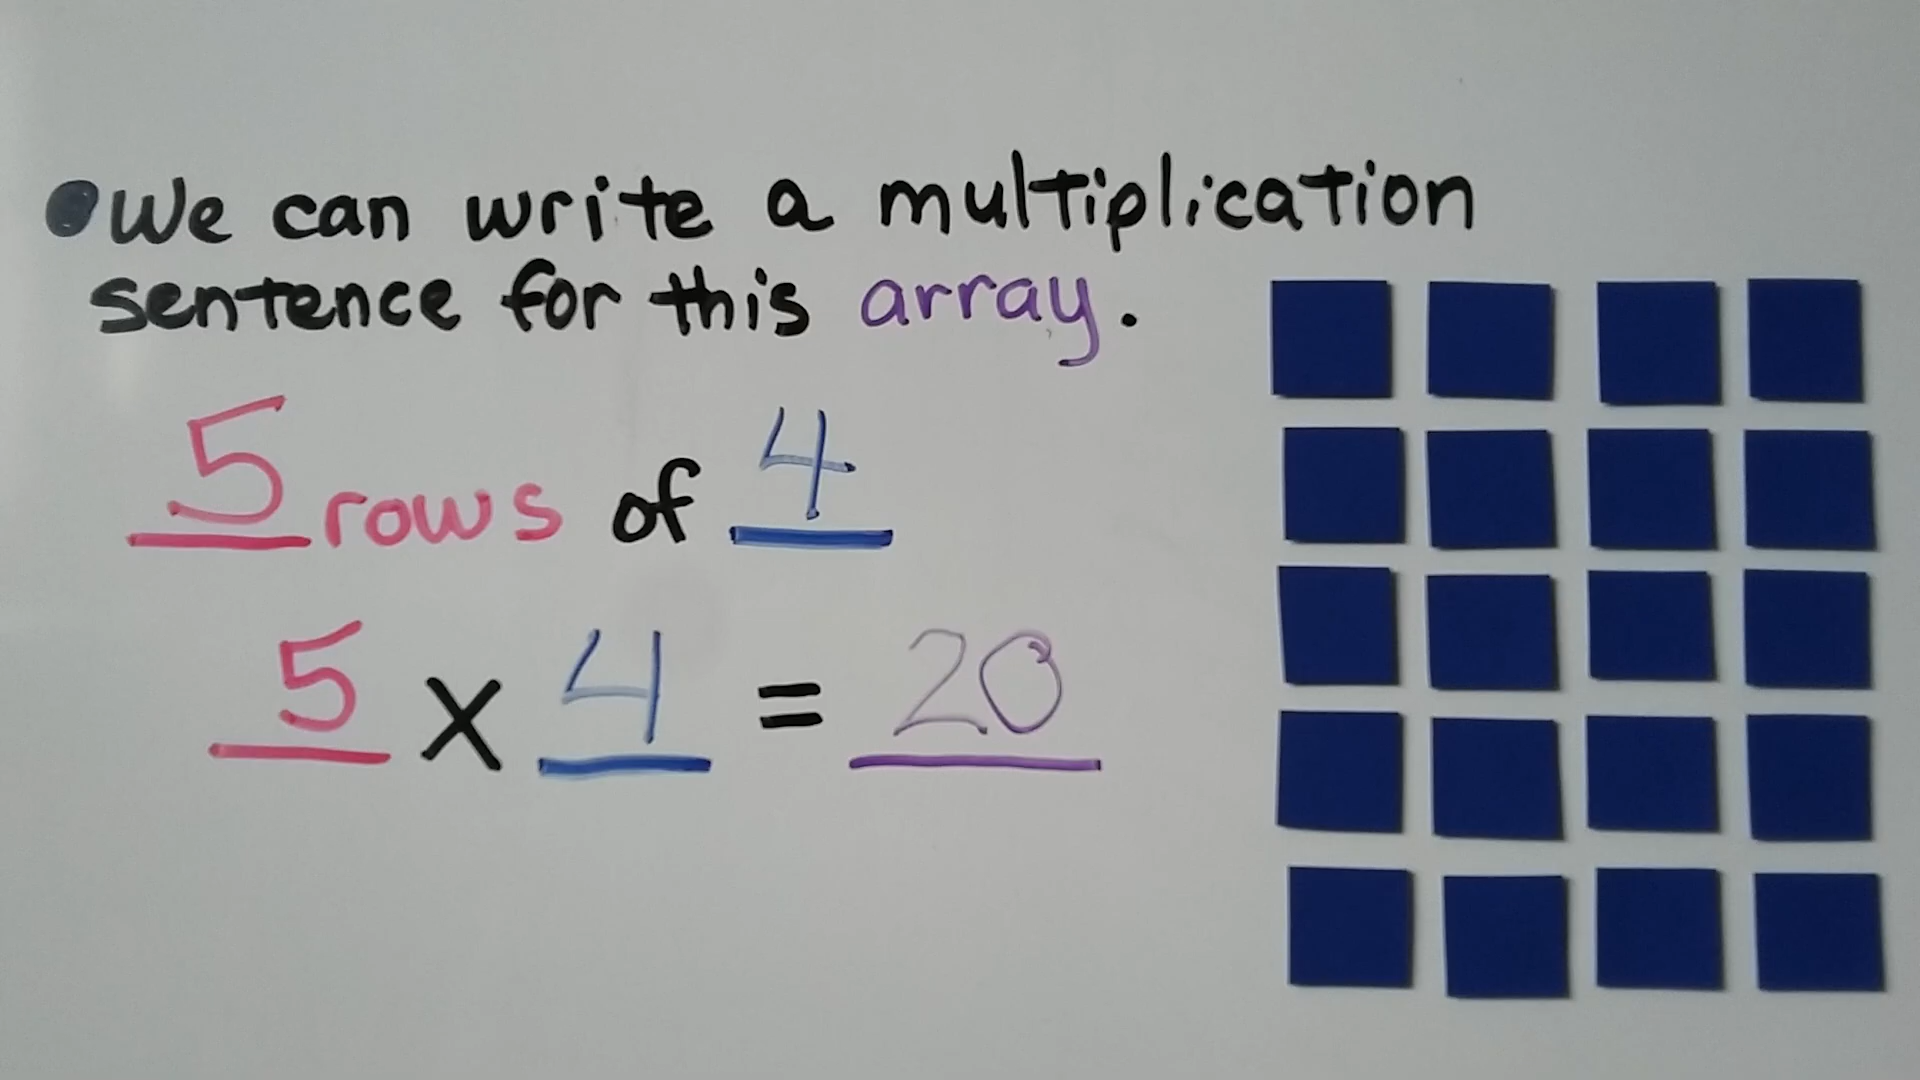 We can write a multiplication
sentence for this array.
5 rows of 4
5 x 4 = 20